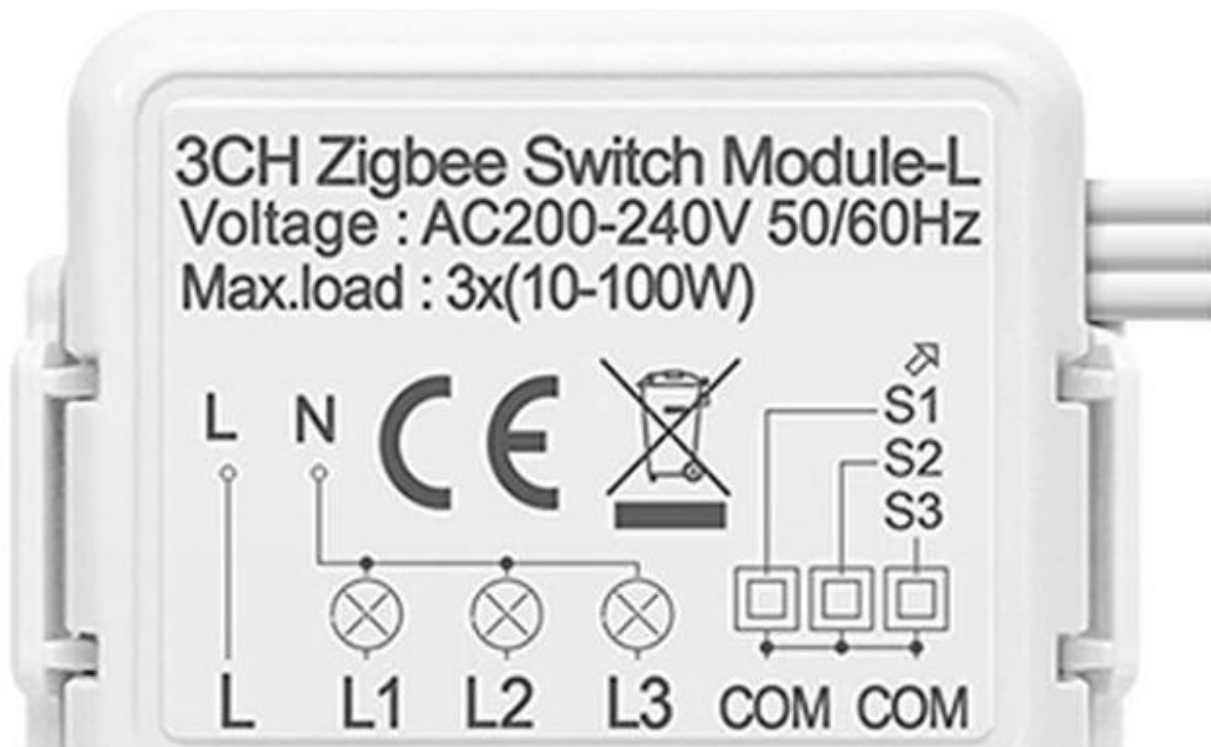 3CH Zigbee Switch Module-L
Voltage : AC200-240V 50/60Hz
Max.load : 3x(10-100W)
L N CE S1
S2
S3
L L1 L2 L3 COM COM